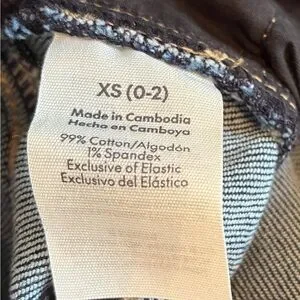 XS (0-2)
Made in Cambodia
Hecho en Camboya
99% Cotton/Algodón
1% Spandex
Exclusive of Elastic
Exclusivo del Elástico